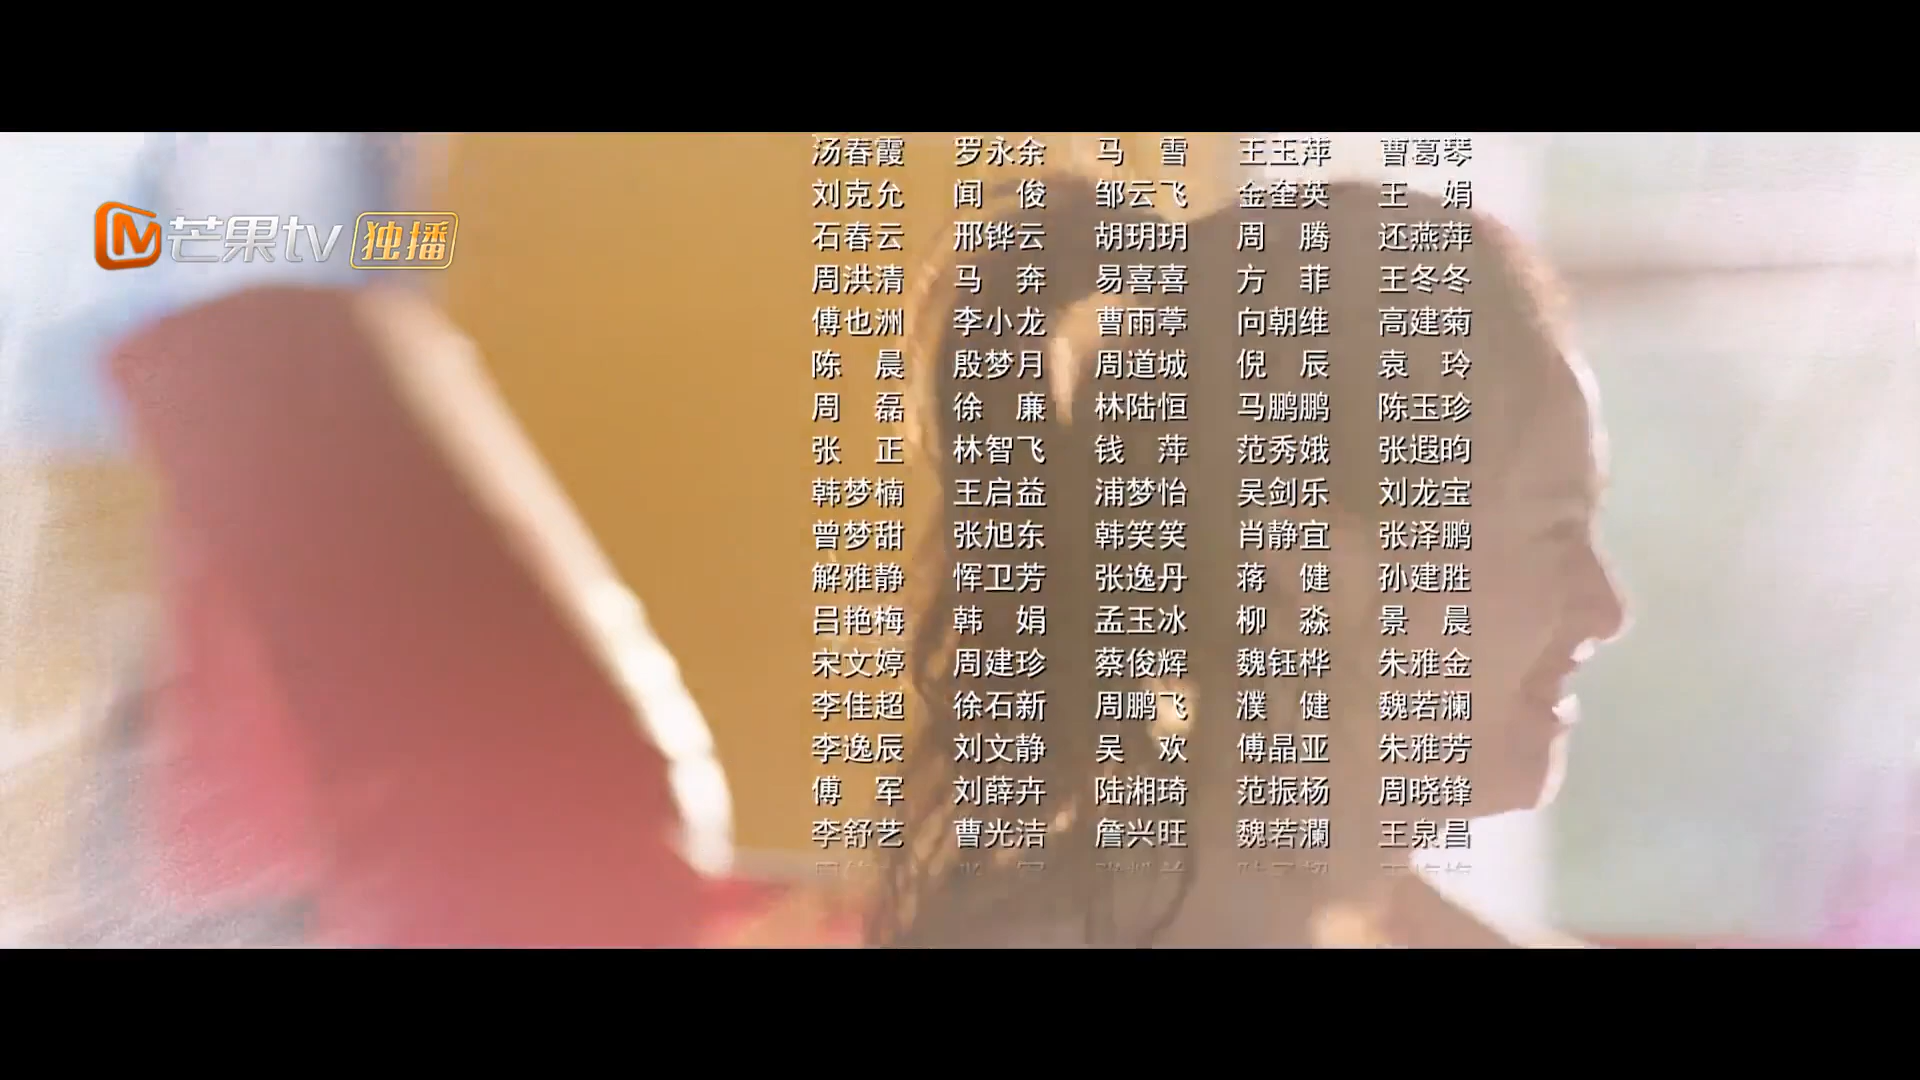 汤春霞 罗永余 马 雪 王玉萍 曹葛琴
刘克允 闻 俊 邹云飞 金奎英 王 娟
芒果tv 独播
石春云 邢铧云 胡玥玥 周 腾 还燕萍
周洪清 马 奔 易喜喜 方 菲 王冬冬
傅也洲 李小龙 曹雨葶 向朝维 高建菊
陈 晨 殷梦月 周道城 倪 辰 袁 玲
周 磊 徐 廉 林陆恒 马鹏鹏 陈玉珍
张 正 林智飞 钱 萍 范秀娥 张遐昀
韩梦楠 王启益 浦梦怡 吴剑乐 刘龙宝
曾梦甜 张旭东 韩笑笑 肖静宜 张泽鹏
解雅静 恽卫芳 张逸丹 蒋 健 孙建胜
吕艳梅 韩 娟 孟玉冰 柳 淼 景 晨
宋文婷 周建珍 蔡俊辉 魏钰桦 朱雅金
李佳超 徐石新 周鹏飞 濮 健 魏若澜
李逸辰 刘文静 吴 欢 傅晶亚 朱雅芳
傅 军 刘薛卉 陆湘琦 范振杨 周晓锋
李舒艺 曹光洁 詹兴旺 魏若瀾 王泉昌